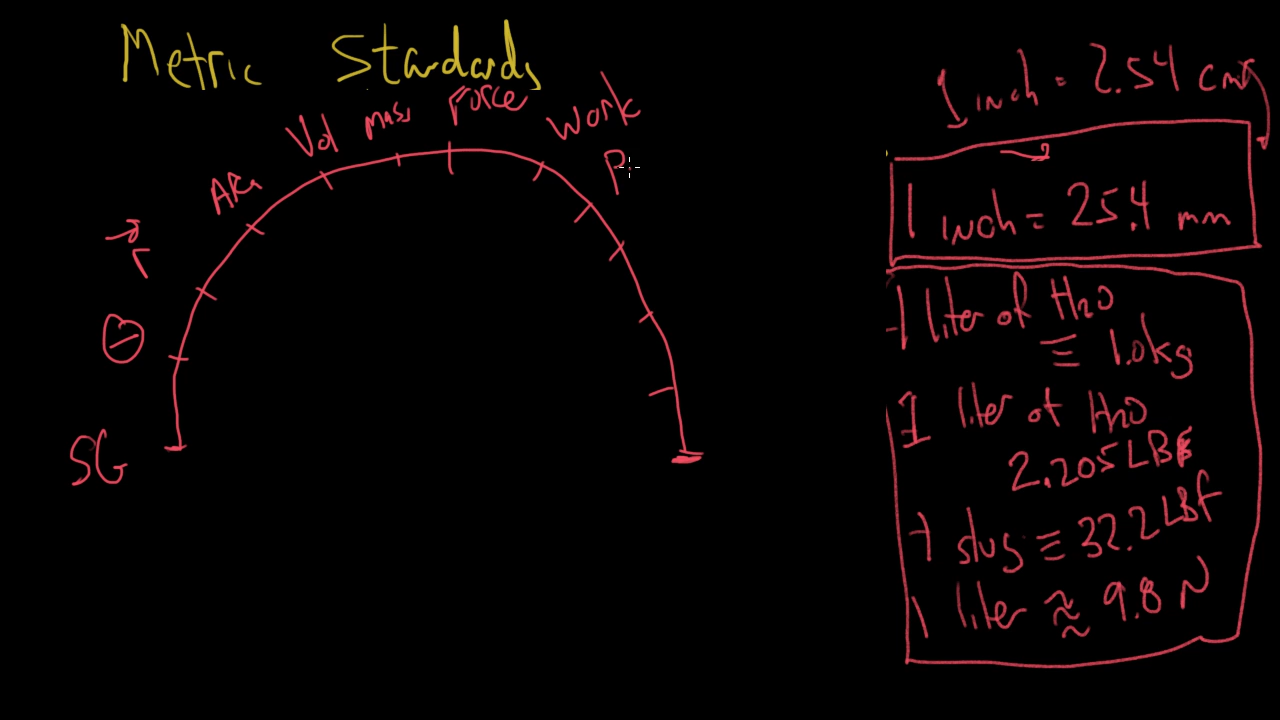 Metric Standards
SG
θ
r
Area
Vol
mass
Force
Work
P
1 inch = 2.54 cm
1 inch = 25.4 mm
1 liter of H2O
≡ 1.0kg
1 liter of H2O
2.205 LBf
1 slug ≡ 32.2 LBf
1 liter ≈ 9.8 N